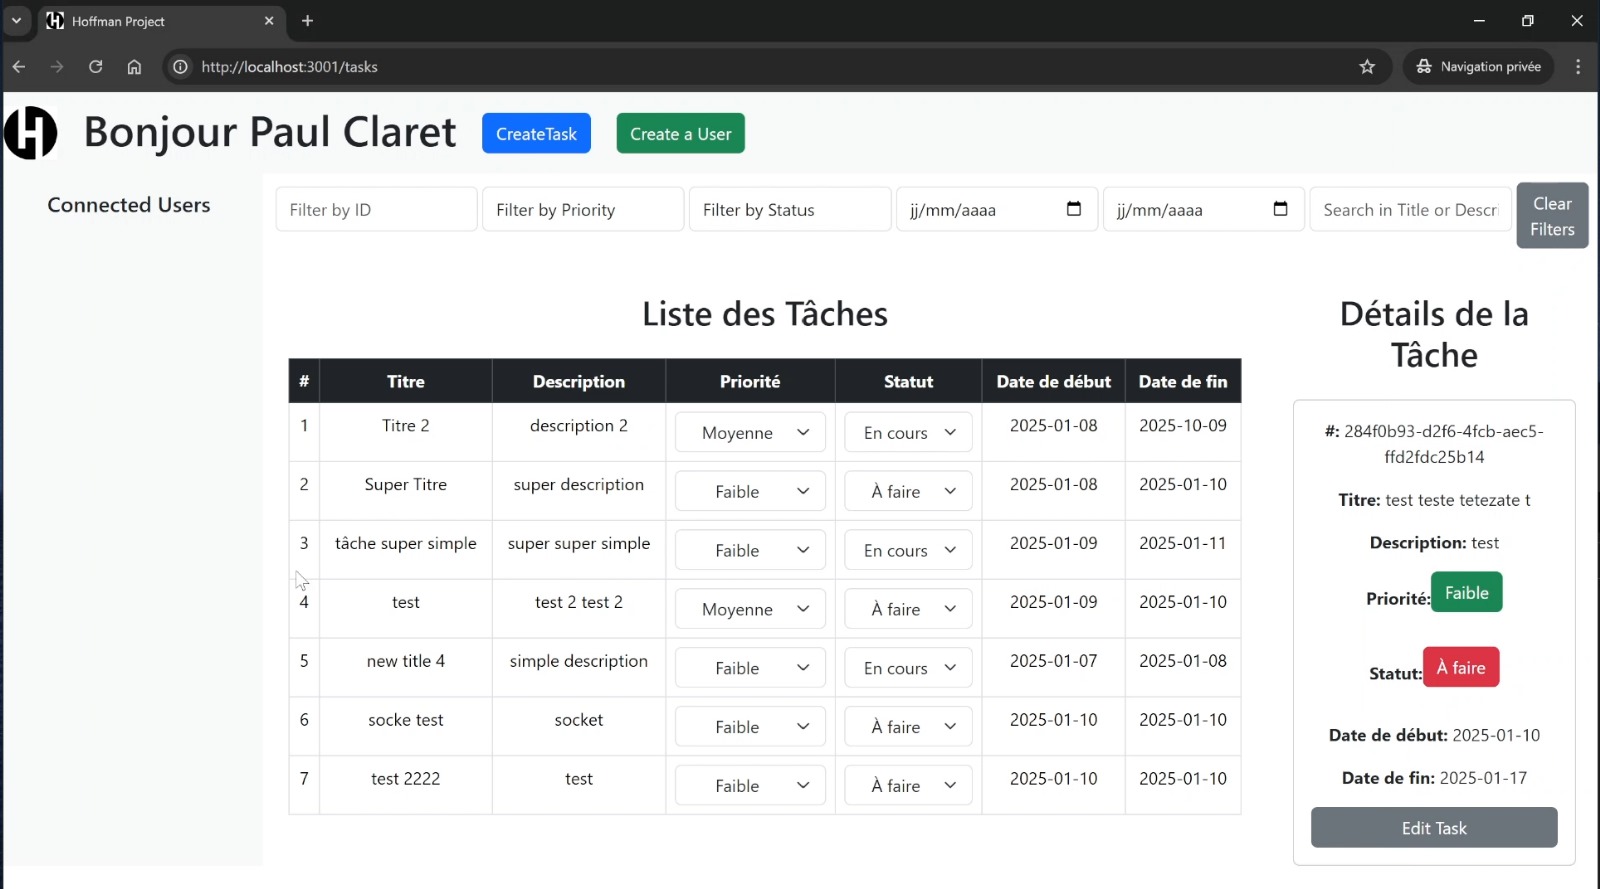 Hoffman Project
http://localhost:3001/tasks
Navigation privée
H Bonjour Paul Claret CreateTask Create a User
Connected Users
Filter by ID Filter by Priority Filter by Status jj/mm/aaaa jj/mm/aaaa Search in Title or Descri Clear
Filters
Liste des Tâches
# Titre Description Priorité Statut Date de début Date de fin
1 Titre 2 description 2 Moyenne En cours 2025-01-08 2025-10-09
2 Super Titre super description Faible À faire 2025-01-08 2025-01-10
3 tâche super simple super super simple Faible En cours 2025-01-09 2025-01-11
4 test test 2 test 2 Moyenne À faire 2025-01-09 2025-01-10
5 new title 4 simple description Faible En cours 2025-01-07 2025-01-08
6 socke test socket Faible À faire 2025-01-10 2025-01-10
7 test 2222 test Faible À faire 2025-01-10 2025-01-10
Détails de la
Tâche
#: 284f0b93-d2f6-4fcb-aec5-
ffd2fdc25b14
Titre: test teste tetezate t
Description: test
Priorité: Faible
Statut: À faire
Date de début: 2025-01-10
Date de fin: 2025-01-17
Edit Task